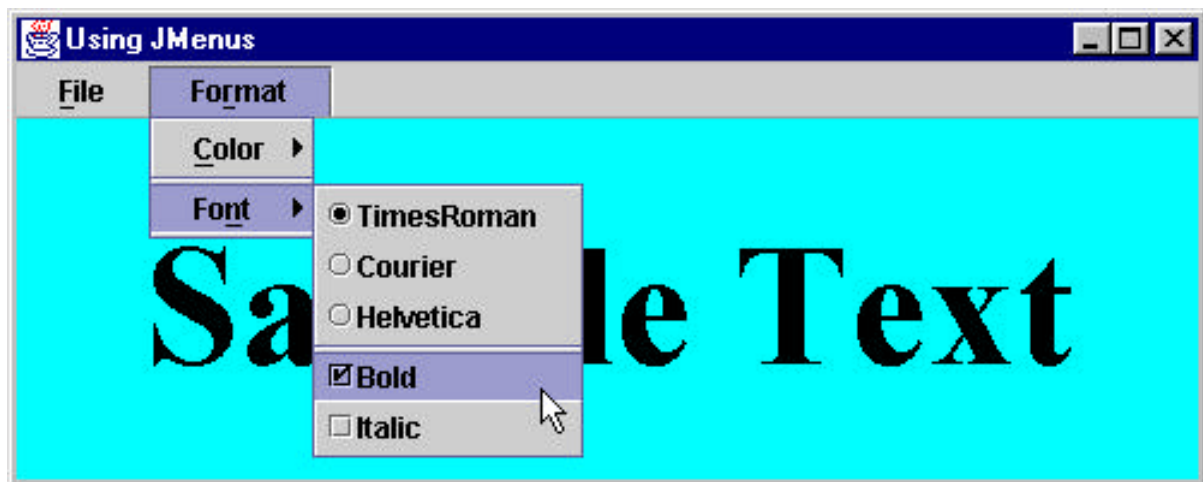 Using JMenus
File Format
Color
Font
TimesRoman
Courier
Helvetica
Bold
Italic
Sa le Text